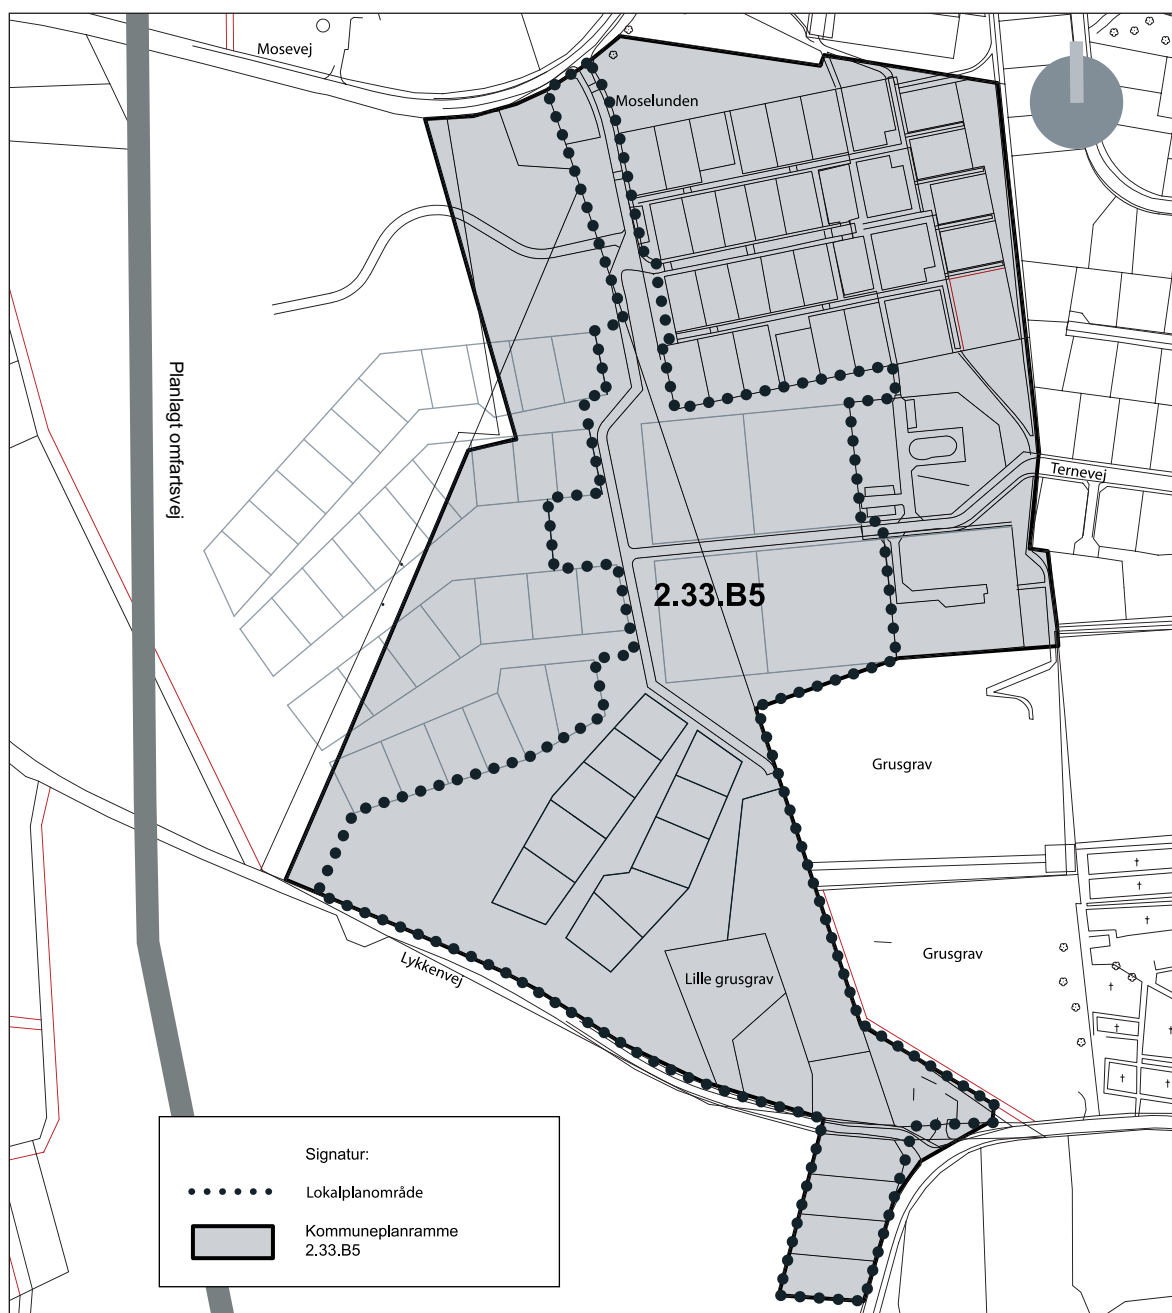 Mosevej
Moselunden
Planlagt omfartsvej
Ternevej
2.33.B5
Grusgrav
Grusgrav
Lykkenvej
Lille grusgrav
Signatur:
Lokalplanområde
Kommuneplanramme
2.33.B5